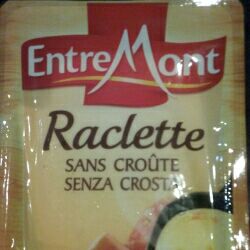 EntreMont
Raclette
SANS CROÛTE
SENZA CROSTA